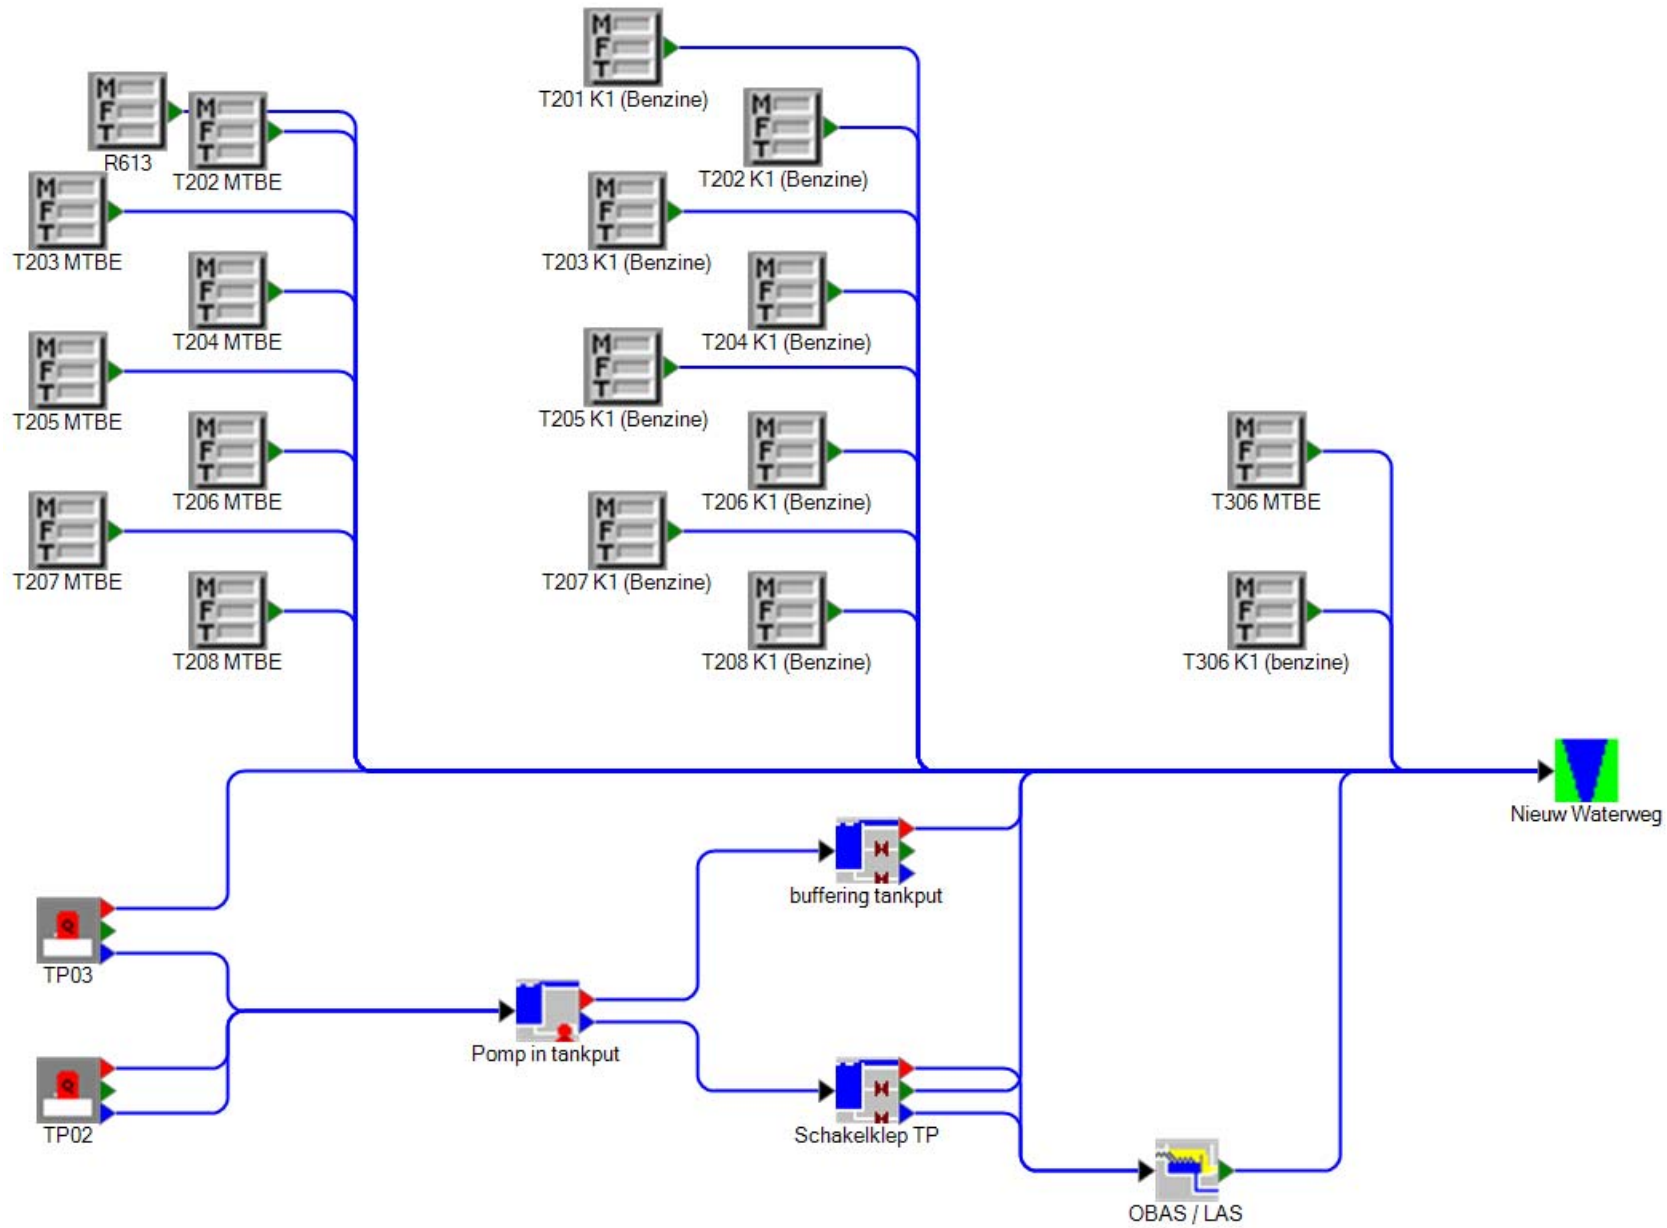 T201 K1 (Benzine)
R613
T202 MTBE
T202 K1 (Benzine)
T203 MTBE
T203 K1 (Benzine)
T204 MTBE
T204 K1 (Benzine)
T205 MTBE
T205 K1 (Benzine)
T206 MTBE
T206 K1 (Benzine)
T306 MTBE
T207 MTBE
T207 K1 (Benzine)
T208 MTBE
T208 K1 (Benzine)
T306 K1 (benzine)
Nieuw Waterweg
buffering tankput
TP03
Pomp in tankput
TP02
Schakelklep TP
OBAS / LAS